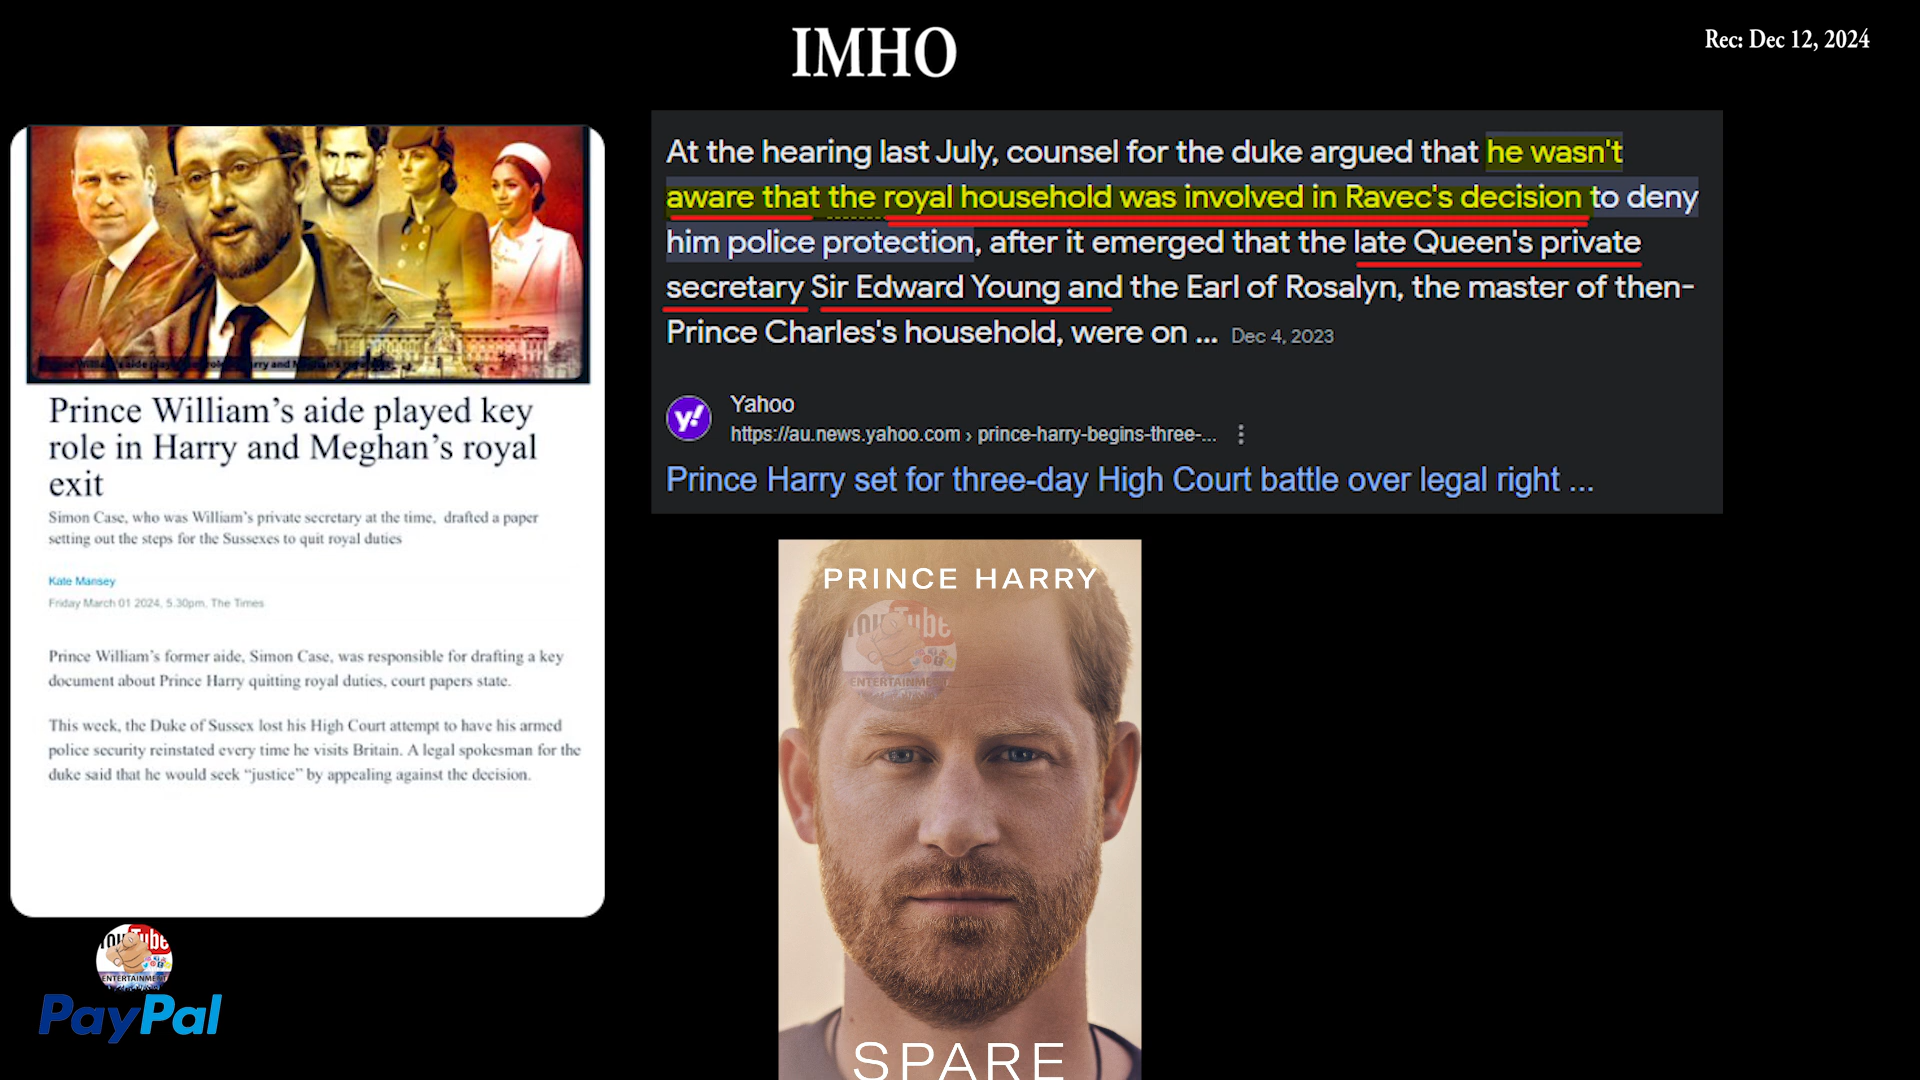 IMHO
Rec: Dec 12, 2024
Prince William's aide played key
role in Harry and Meghan's royal
exit
Simon Case, who was William's private secretary at the time, drafted a paper
setting out the steps for the Sussexes to quit royal duties
Kate Mansey
Friday March 01 2024, 5.30pm, The Times
Prince William's former aide, Simon Case, was responsible for drafting a key
document about Prince Harry quitting royal duties, court papers state.
This week, the Duke of Sussex lost his High Court attempt to have his armed
police security reinstated every time he visits Britain. A legal spokesman for the
duke said that he would seek “justice” by appealing against the decision.
At the hearing last July, counsel for the duke argued that he wasn't
aware that the royal household was involved in Ravec's decision to deny
him police protection, after it emerged that the late Queen's private
secretary Sir Edward Young and the Earl of Rosalyn, the master of then-
Prince Charles's household, were on ... Dec 4, 2023
y!
Yahoo
https://au.news.yahoo.com › prince-harry-begins-three-...
Prince Harry set for three-day High Court battle over legal right ...
PRINCE HARRY
YouTube
ENTERTAINMENT
SPARE
YouTube
ENTERTAINMENT
PayPal